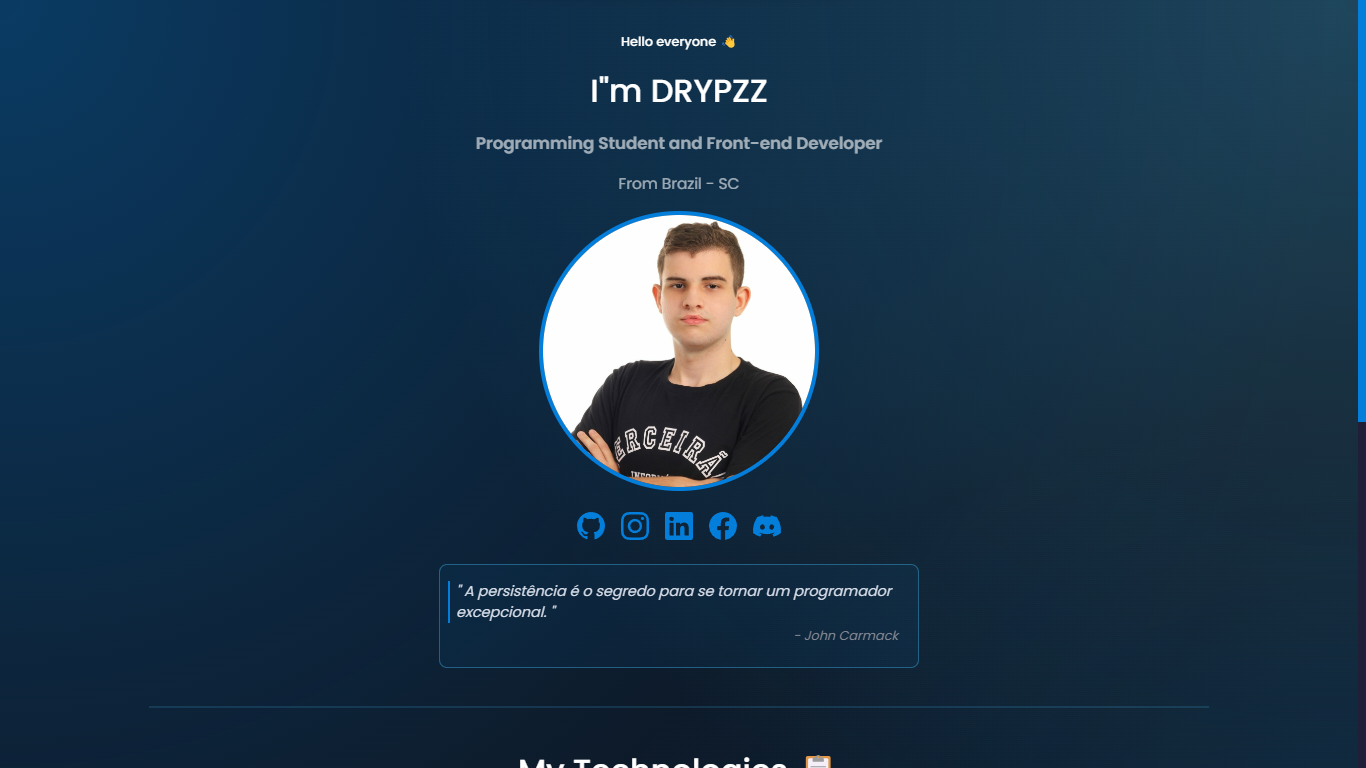 Hello everyone 👋
I"m DRYPZZ
Programming Student and Front-end Developer
From Brazil - SC
ERCEIRÃ
" A persistência é o segredo para se tornar um programador
excepcional. "
- John Carmack
My Technologies 📋